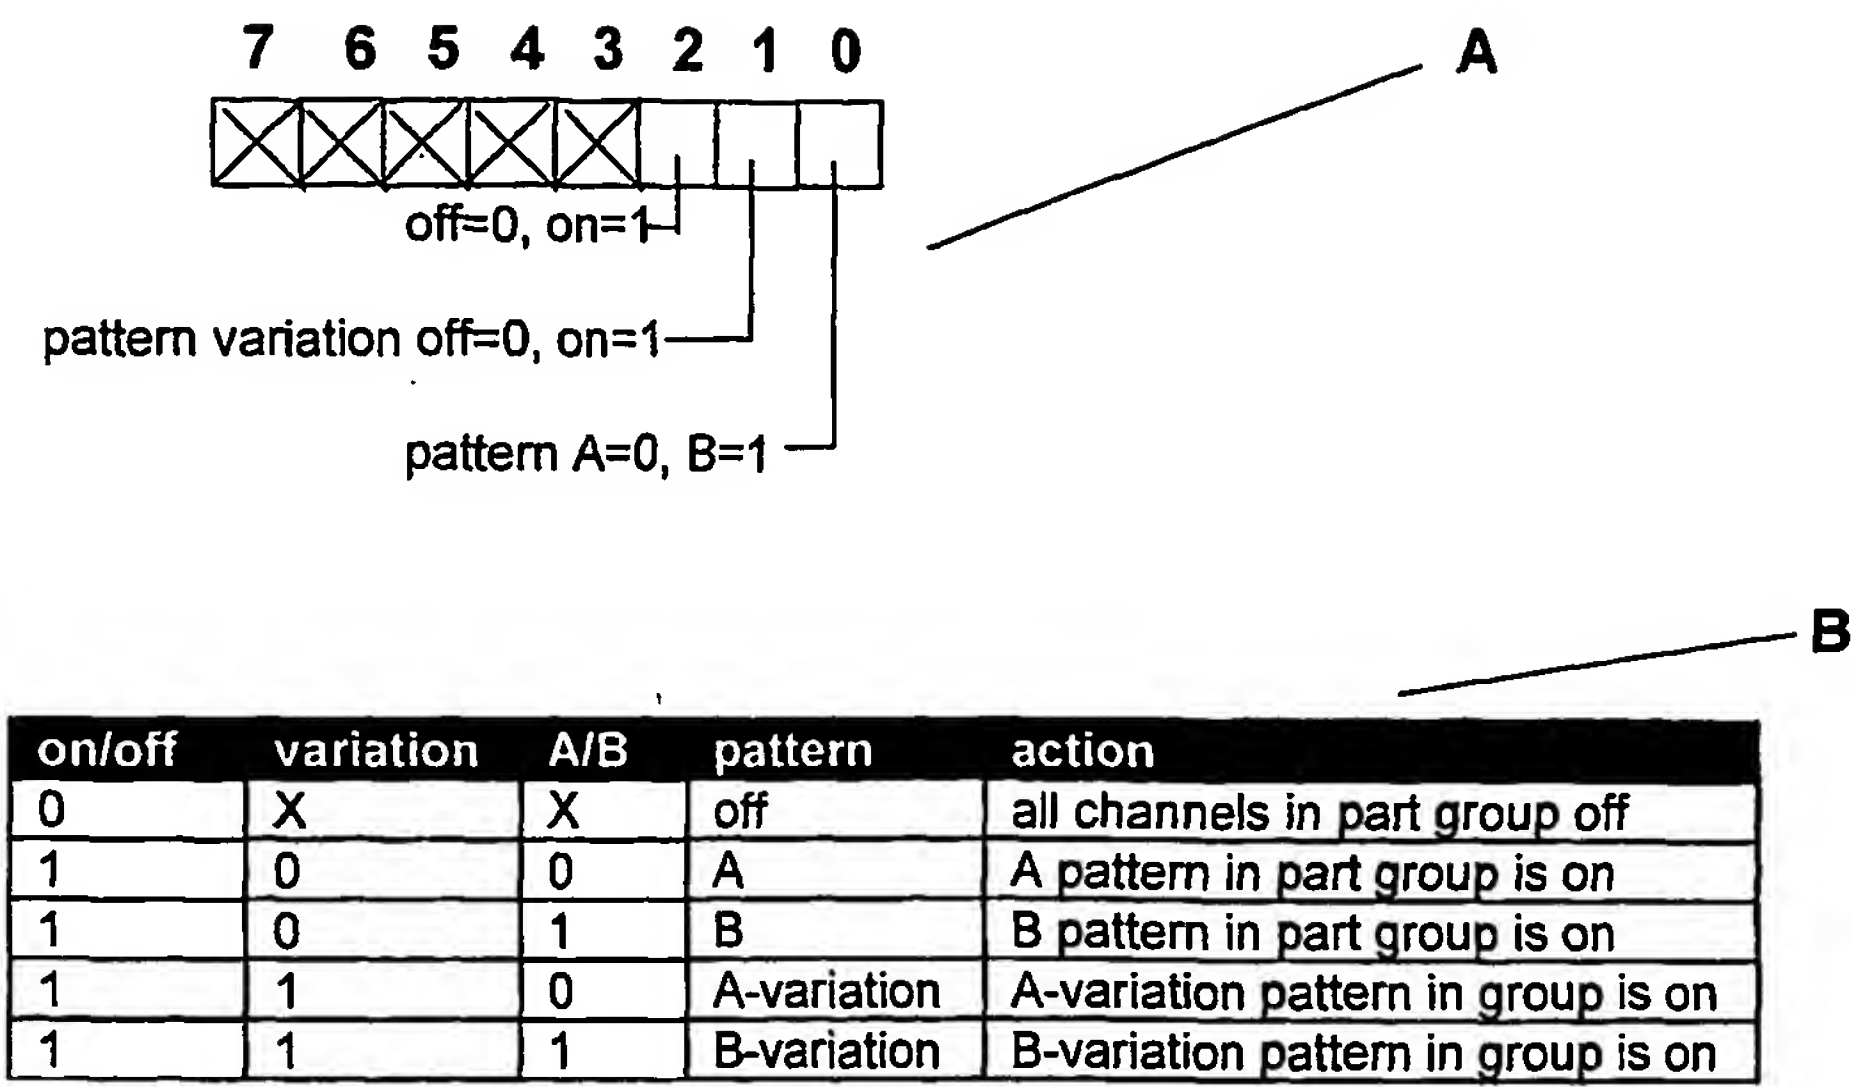 7 6 5 4 3 2 1 0
A
off=0, on=1
pattern variation off=0, on=1
pattern A=0, B=1
B
on/off variation A/B pattern action
0 X X off all channels in part group off
1 0 0 A A pattern in part group is on
1 0 1 B B pattern in part group is on
1 1 0 A-variation A-variation pattern in group is on
1 1 1 B-variation B-variation pattern in group is on